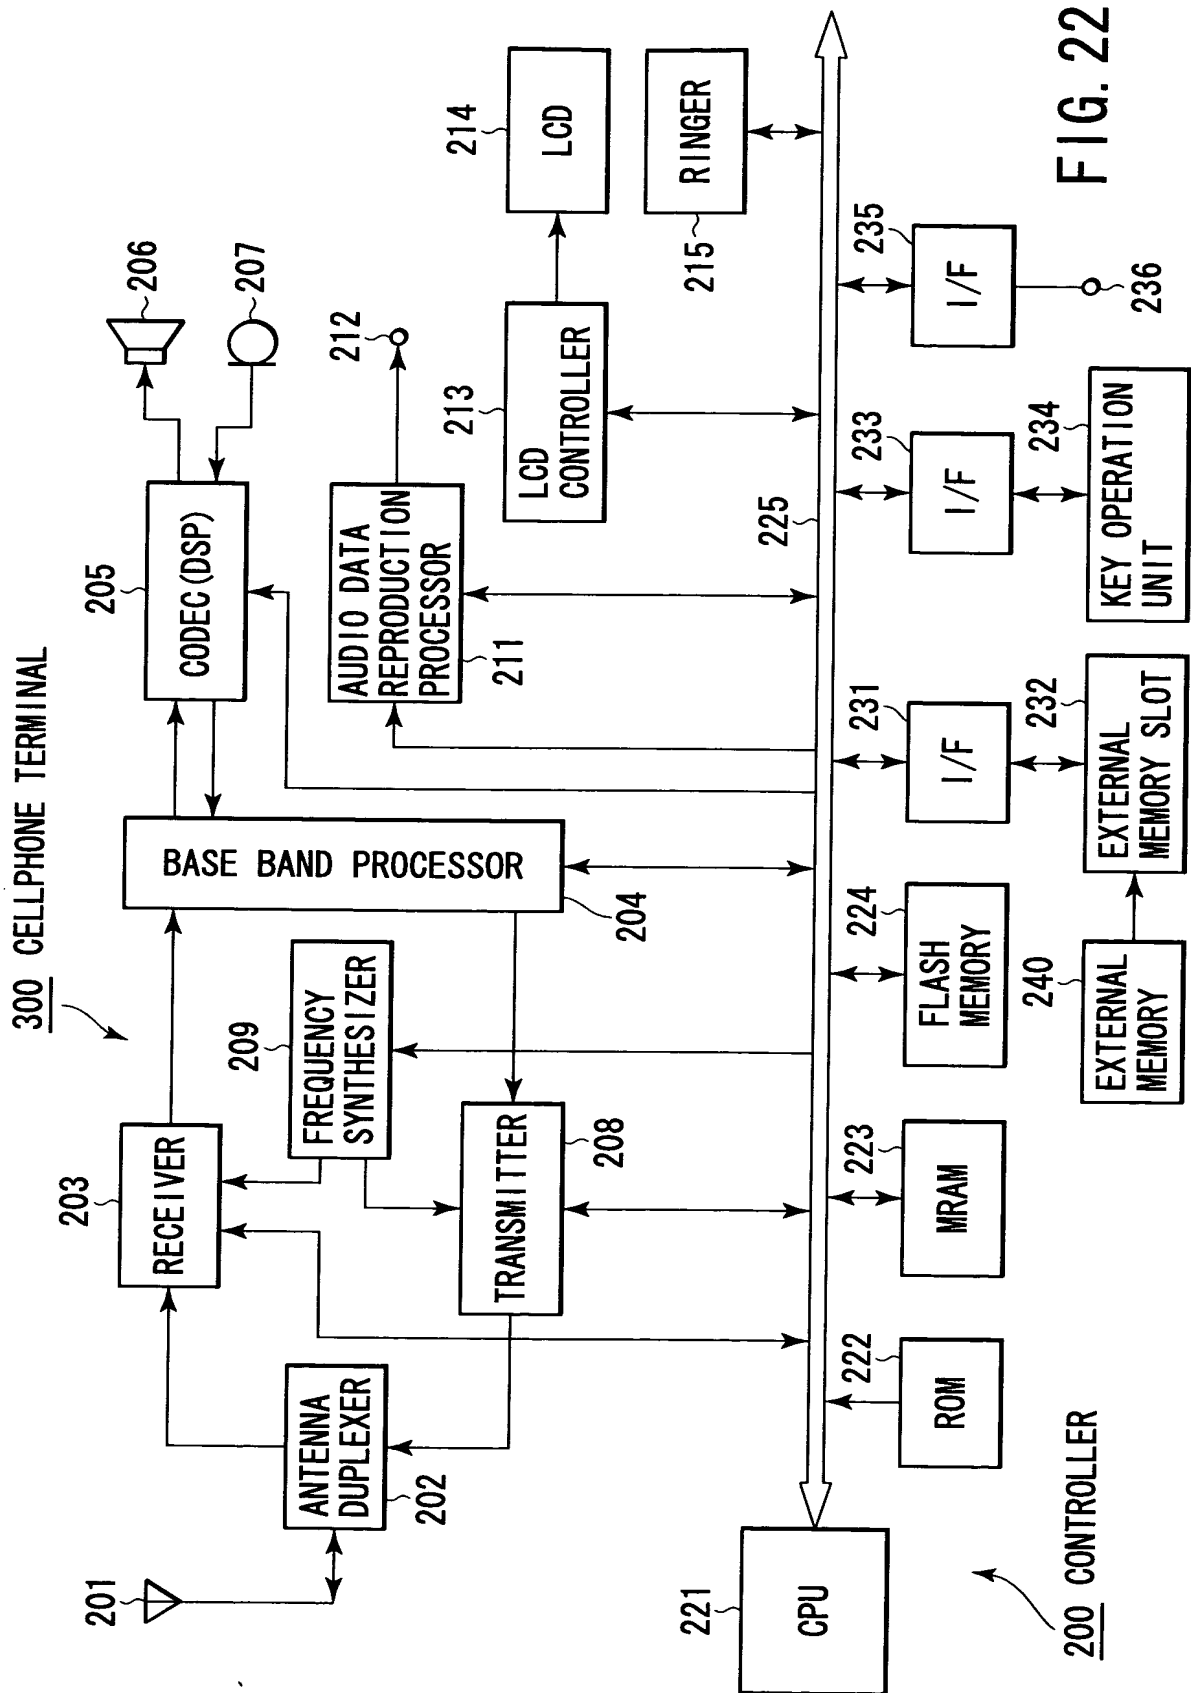 300 CELLPHONE TERMINAL
201
202
ANTENNA
DUPLEXER
203
RECEIVER
209
FREQUENCY
SYNTHESIZER
TRANSMITTER
208
BASE BAND PROCESSOR
204
205
CODEC(DSP)
206
207
AUDIO DATA
REPRODUCTION
PROCESSOR
211
212
213
LCD
CONTROLLER
214
LCD
RINGER
215
225
221
CPU
222
ROM
223
MRAM
224
FLASH
MEMORY
231
I/F
233
I/F
235
I/F
240
EXTERNAL
MEMORY
232
EXTERNAL
MEMORY SLOT
234
KEY OPERATION
UNIT
236
200 CONTROLLER
FIG. 22